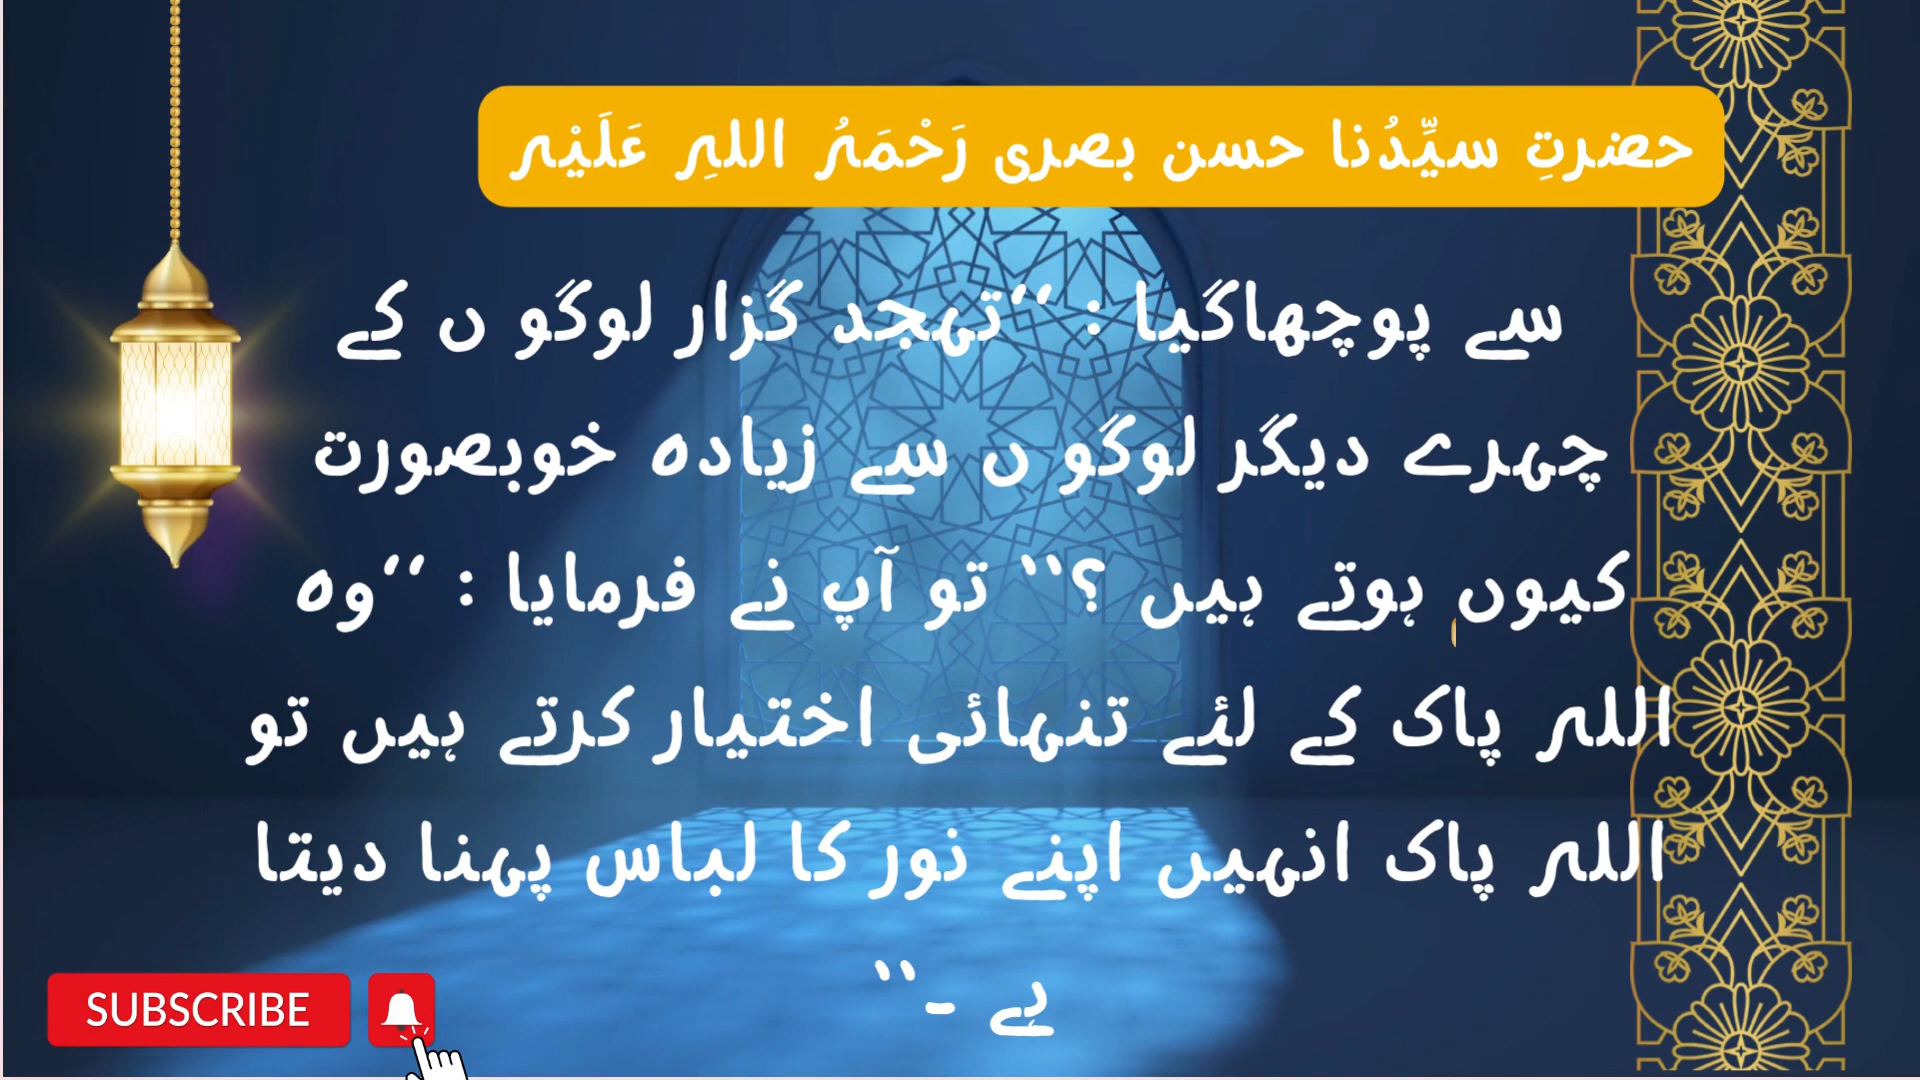 حضرتِ سیِّدُنا حسن بصری رَحْمَۃُ اللہِ عَلَیْہ
سے پوچھاگیا : ‘‘تہجد گزار لوگو ں کے
چہرے دیگر لوگو ں سے زیادہ خوبصورت
کیوں ہوتے ہیں ؟‘‘ تو آپ نے فرمایا : ‘‘وہ
اللہ پاک کے لئے تنہائی اختیار کرتے ہیں تو
اللہ پاک انھیں اپنے نور کا لباس پہنا دیتا
ہے ۔‘‘
SUBSCRIBE